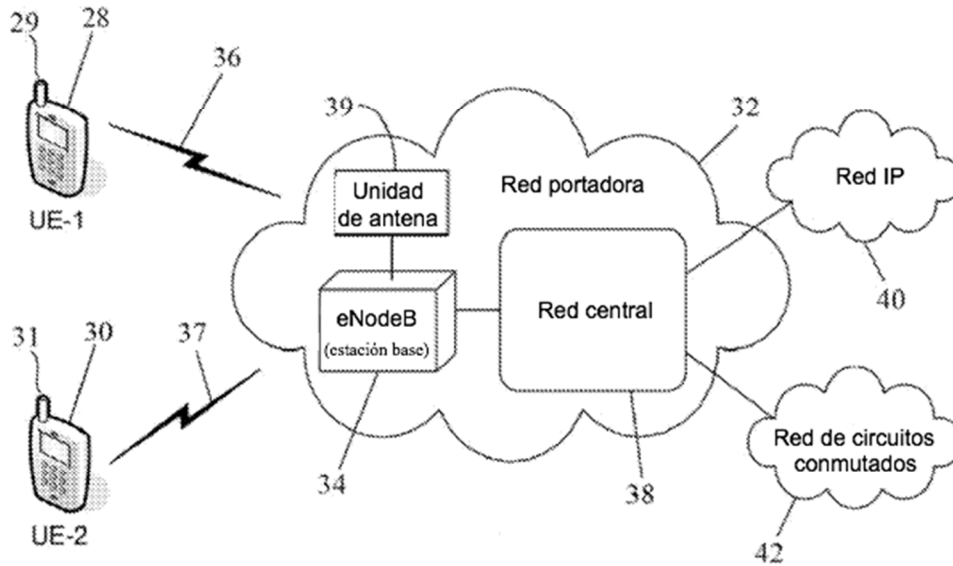 29
28
36
39
32
Unidad
de antena
Red portadora
Red IP
UE-1
40
eNodeB
(estación base)
Red central
31
30
37
34
38
Red de circuitos
conmutados
UE-2
42